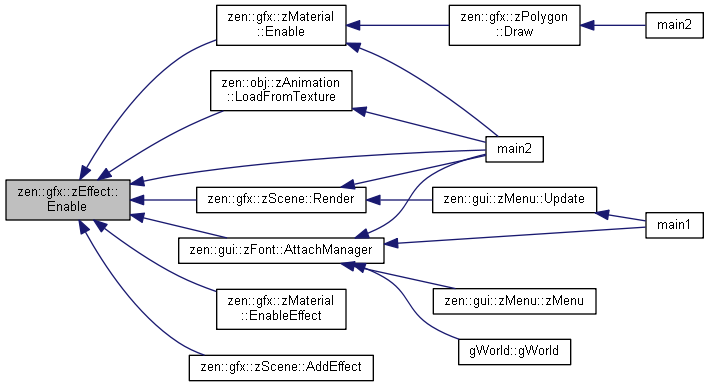 zen::gfx::zMaterial
::Enable
zen::gfx::zPolygon
::Draw
main2
zen::obj::zAnimation
::LoadFromTexture
main2
zen::gfx::zEffect::
Enable
zen::gfx::zScene::Render
zen::gui::zMenu::Update
main1
zen::gui::zFont::AttachManager
zen::gfx::zMaterial
::EnableEffect
zen::gui::zMenu::zMenu
gWorld::gWorld
zen::gfx::zScene::AddEffect